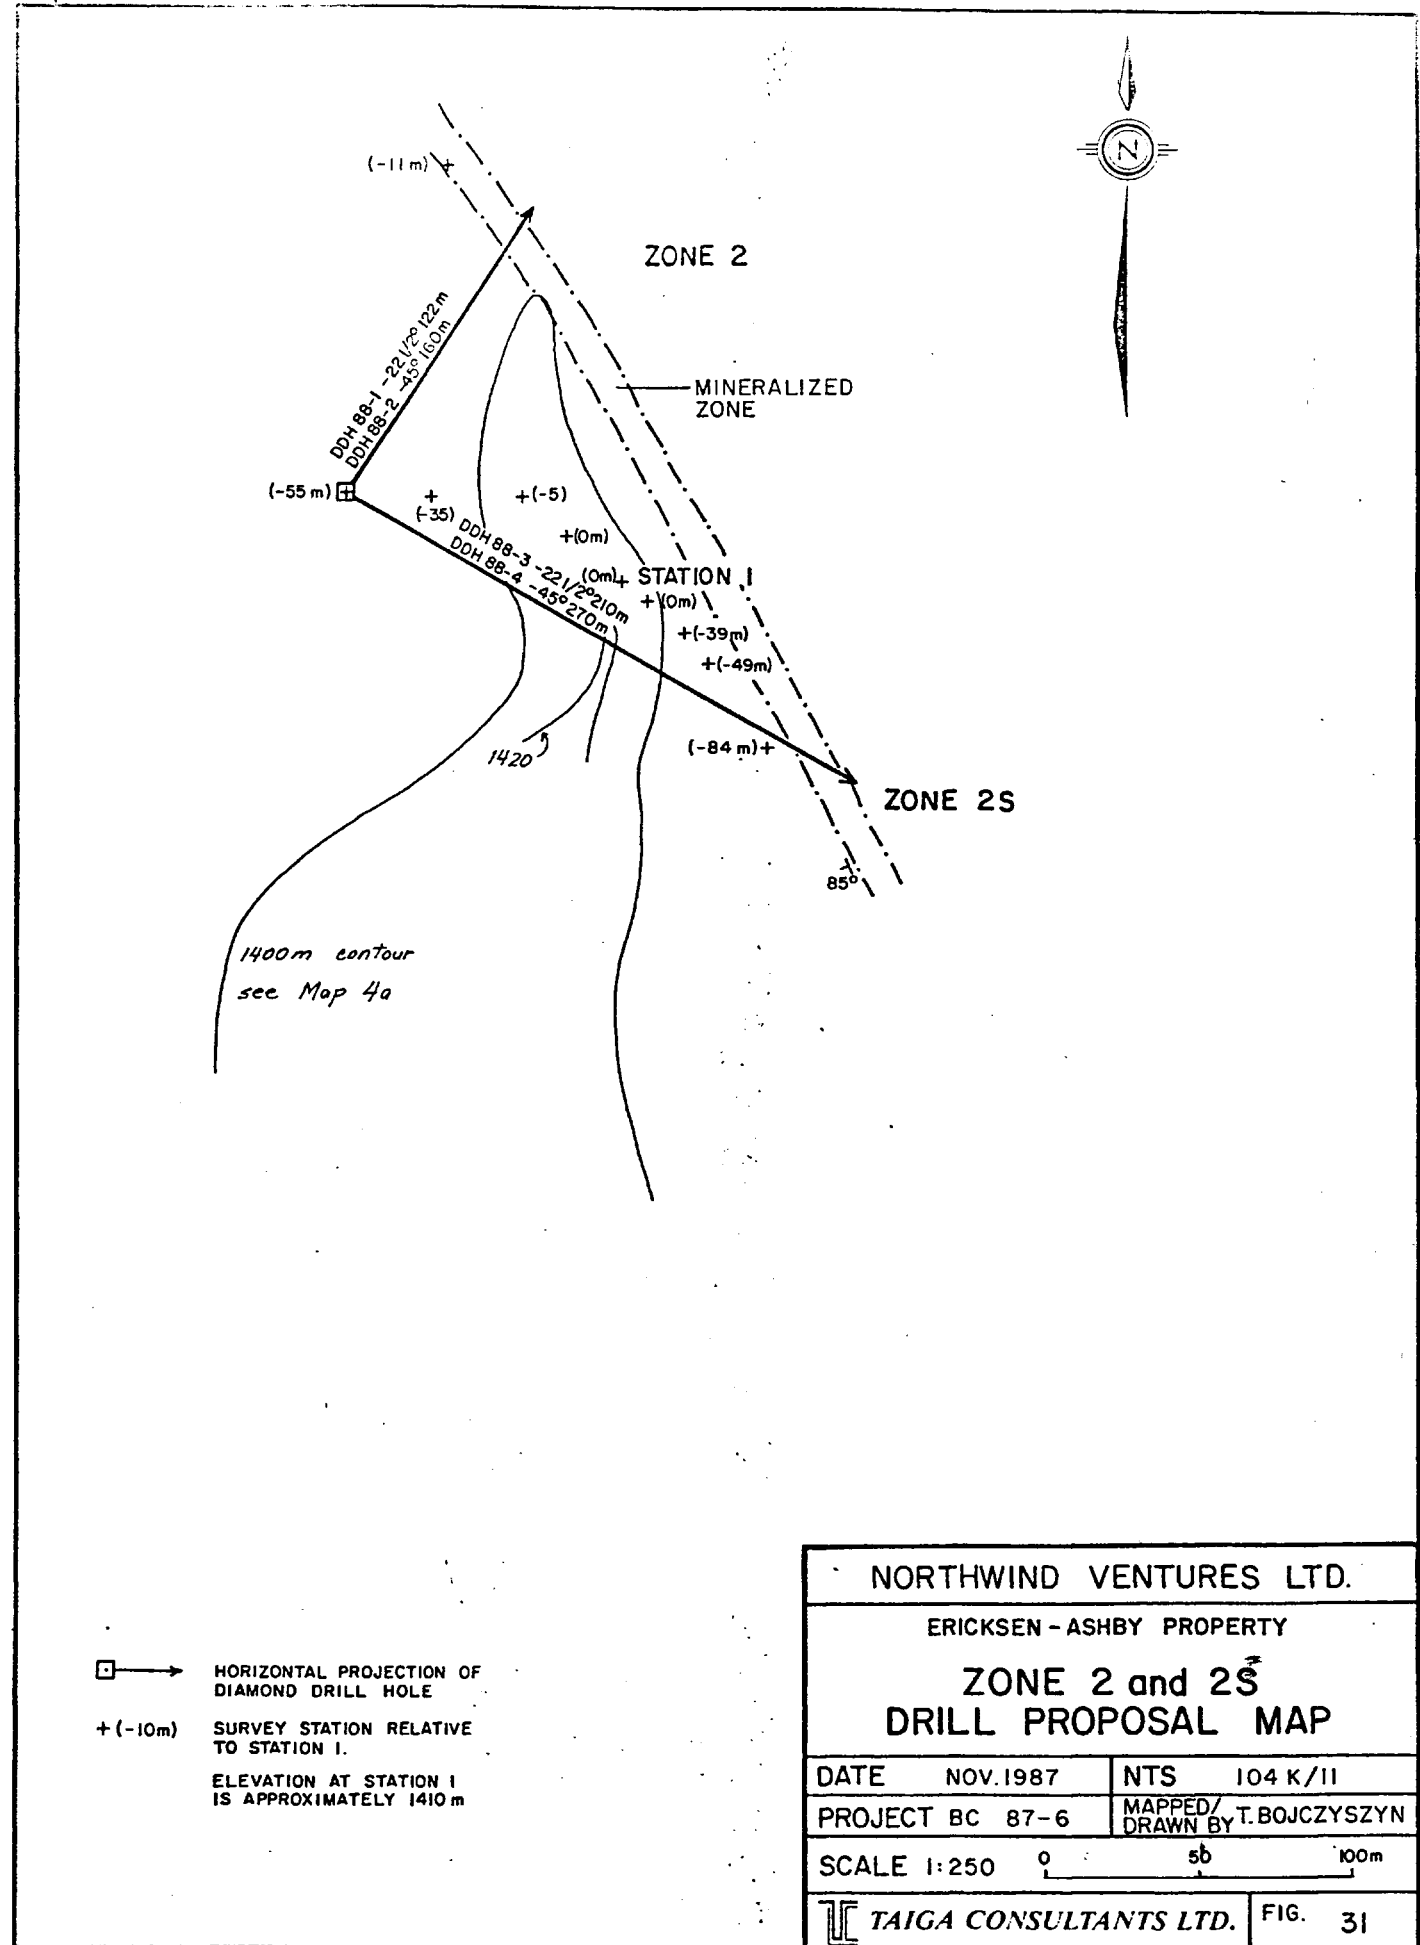 N
(-11 m)
ZONE 2
DDH 88-1 -22 1/2° 122m
DDH 88-2 -45° 160m
MINERALIZED
ZONE
(-55 m)
(-35)
(-5)
(0m)
DDH 88-3 -22 1/2° 210m
DDH 88-4 -45° 270m
(0m) STATION 1
(0m)
(-39m)
(-49m)
(-84 m)
1420
ZONE 2S
85°
1400m contour
see Map 4a
HORIZONTAL PROJECTION OF
DIAMOND DRILL HOLE
+ (-10m) SURVEY STATION RELATIVE
TO STATION 1.
ELEVATION AT STATION 1
IS APPROXIMATELY 1410 m
NORTHWIND VENTURES LTD.
ERICKSEN - ASHBY PROPERTY
ZONE 2 and 2S
DRILL PROPOSAL MAP
DATE NOV. 1987 NTS 104 K/11
PROJECT BC 87-6 MAPPED/
DRAWN BY T. BOJCZYSZYN
SCALE 1:250 0 50 100m
TAIGA CONSULTANTS LTD. FIG. 31